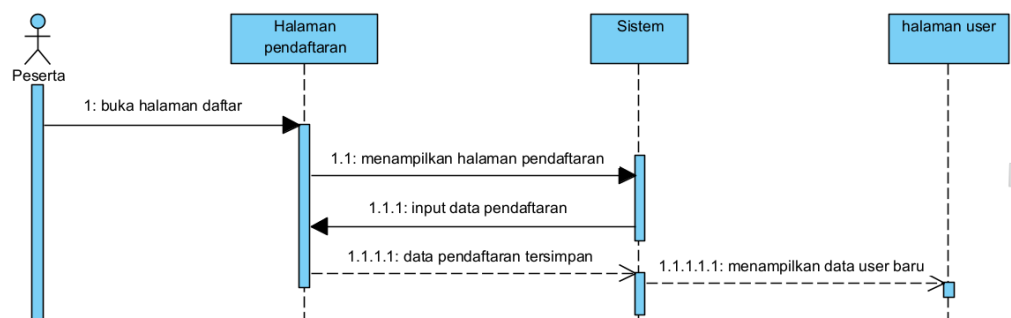 Halaman
pendaftaran
Sistem
halaman user
Peserta
1: buka halaman daftar
1.1: menampilkan halaman pendaftaran
1.1.1: input data pendaftaran
1.1.1.1: data pendaftaran tersimpan
1.1.1.1.1: menampilkan data user baru